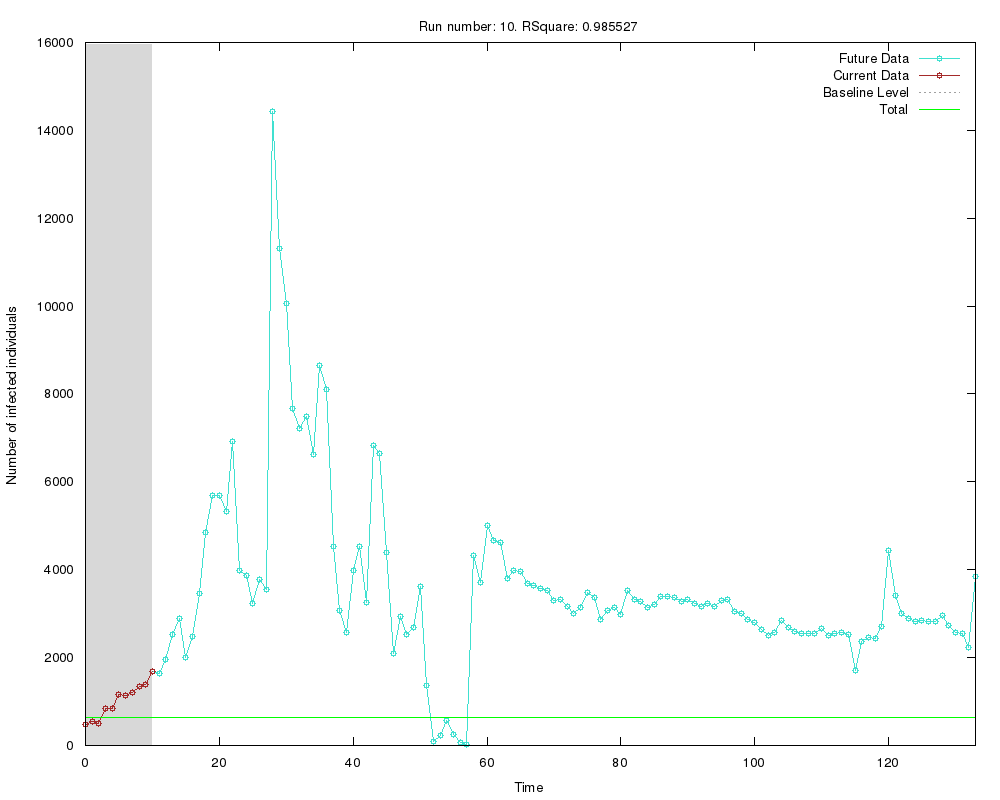 Run number: 10. RSquare: 0.985527
Future Data
Current Data
Baseline Level
Total
16000
14000
12000
10000
8000
6000
4000
2000
0
Number of infected individuals
0 20 40 60 80 100 120
Time